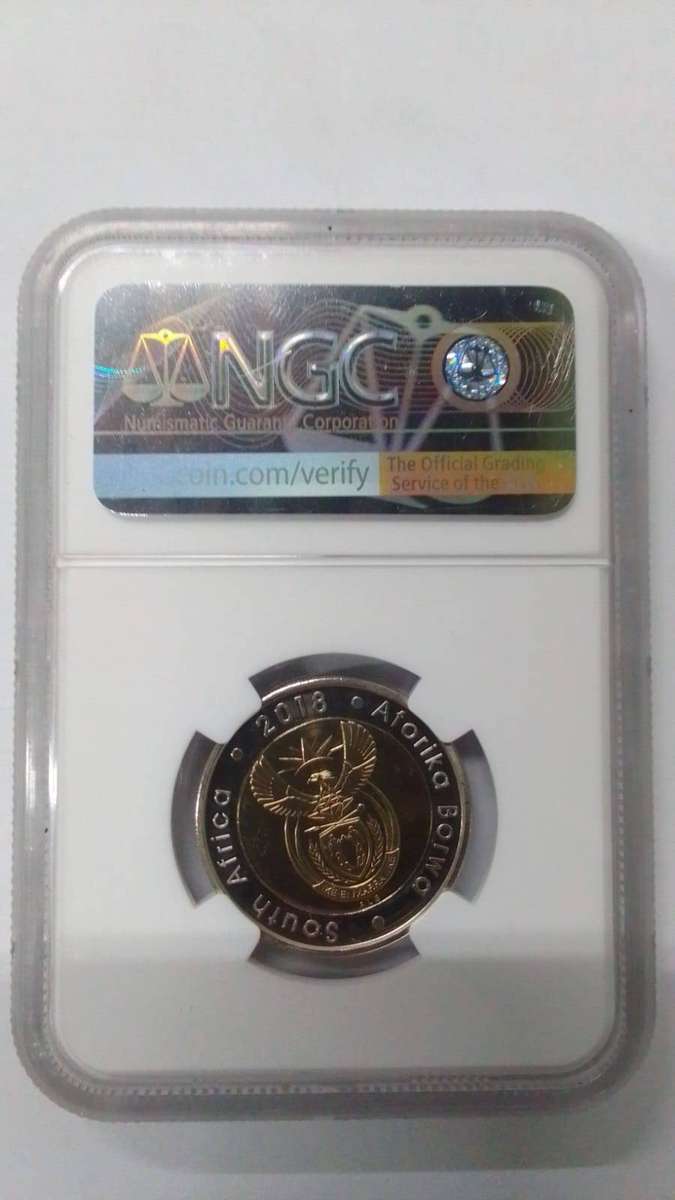 NGC
Numismatic Guaranty Corporation
coin.com/verify
The Official Grading
Service of the
South Africa • 2018 • Aforika Borwa •